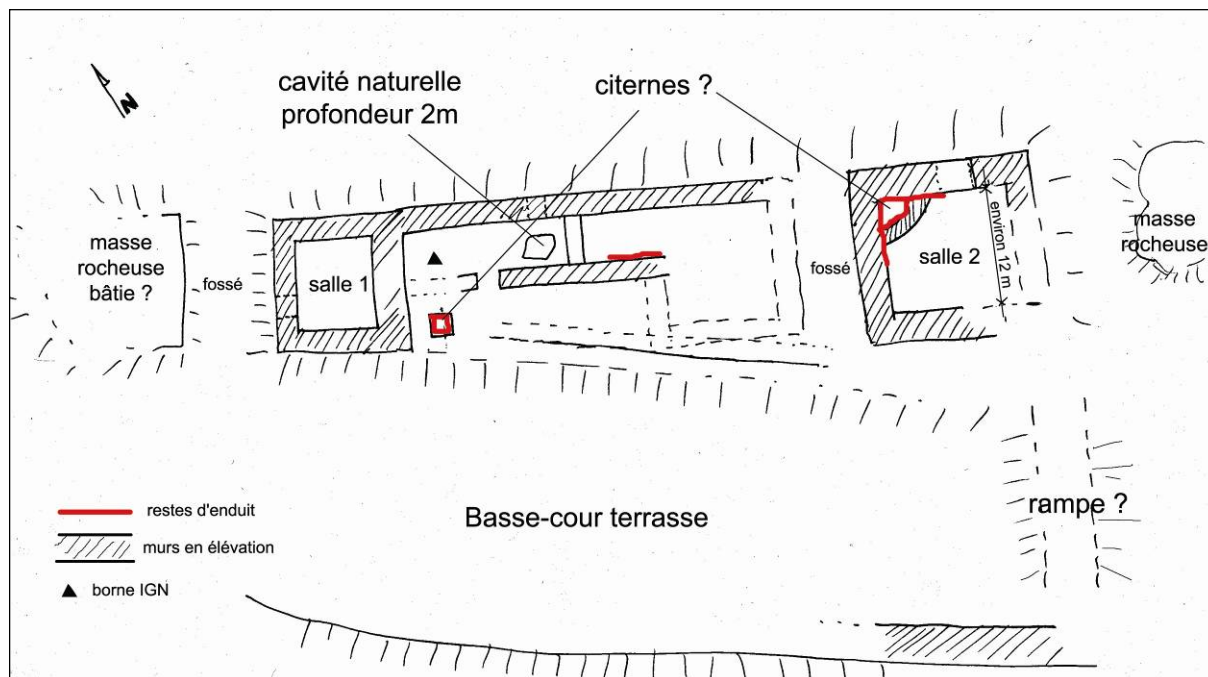 N
cavité naturelle
profondeur 2m
citernes ?
masse
rocheuse
bâtie ?
fossé
salle 1
fossé
salle 2
environ 12 m
masse
rocheuse
restes d'enduit
murs en élévation
borne IGN
Basse-cour terrasse
rampe ?